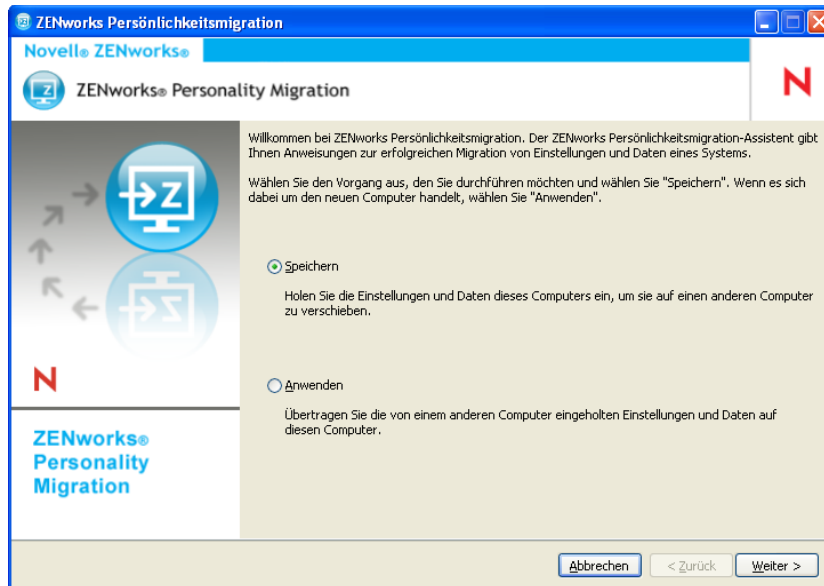 ZENworks Persönlichkeitsmigration
Novell® ZENworks®
ZENworks® Personality Migration
N
Willkommen bei ZENworks Persönlichkeitsmigration. Der ZENworks Persönlichkeitsmigration-Assistent gibt
Ihnen Anweisungen zur erfolgreichen Migration von Einstellungen und Daten eines Systems.
Wählen Sie den Vorgang aus, den Sie durchführen möchten und wählen Sie "Speichern". Wenn es sich
dabei um den neuen Computer handelt, wählen Sie "Anwenden".
Z
Speichern
Holen Sie die Einstellungen und Daten dieses Computers ein, um sie auf einen anderen Computer
zu verschieben.
N
Anwenden
Übertragen Sie die von einem anderen Computer eingeholten Einstellungen und Daten auf
diesen Computer.
ZENworks®
Personality
Migration
Abbrechen
< Zurück
Weiter >